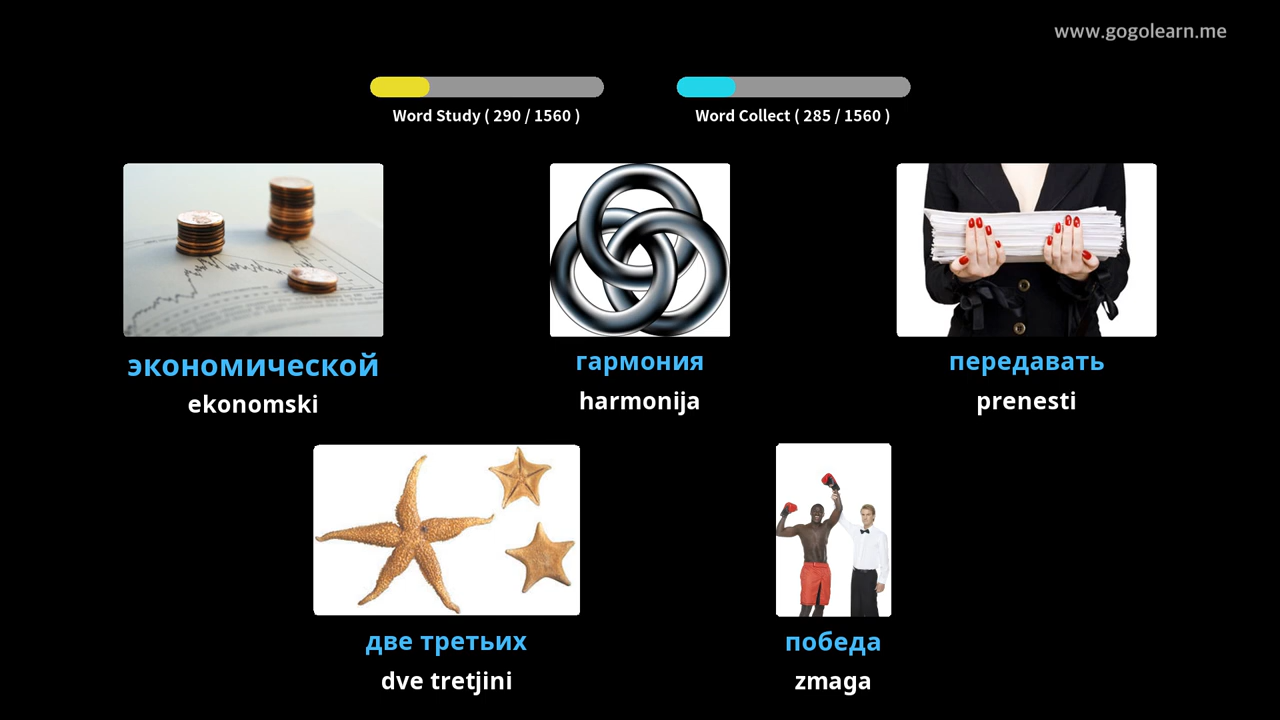 www.gogolearn.me
Word Study ( 290 / 1560 )
Word Collect ( 285 / 1560 )
экономической
ekonomski
гармония
harmonija
передавать
prenesti
две третьих
dve tretjini
победа
zmaga